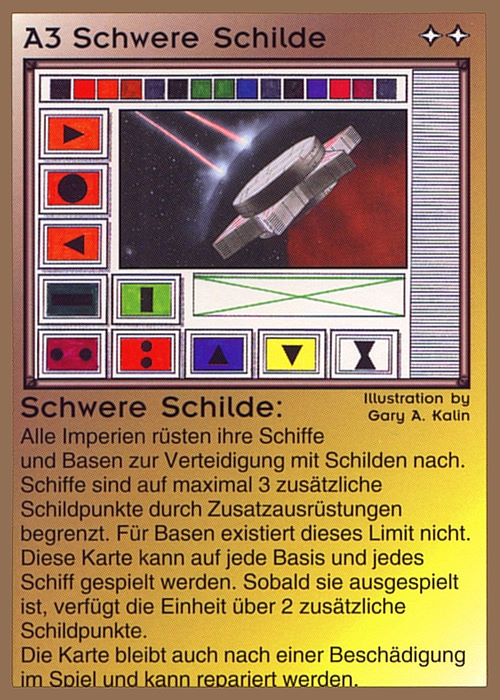 A3 Schwere Schilde
Schwere Schilde:
Illustration by
Gary A. Kalin
Alle Imperien rüsten ihre Schiffe
und Basen zur Verteidigung mit Schilden nach.
Schiffe sind auf maximal 3 zusätzliche
Schildpunkte durch Zusatzausrüstungen
begrenzt. Für Basen existiert dieses Limit nicht.
Diese Karte kann auf jede Basis und jedes
Schiff gespielt werden. Sobald sie ausgespielt
ist, verfügt die Einheit über 2 zusätzliche
Schildpunkte.
Die Karte bleibt auch nach einer Beschädigung
im Spiel und kann repariert werden.